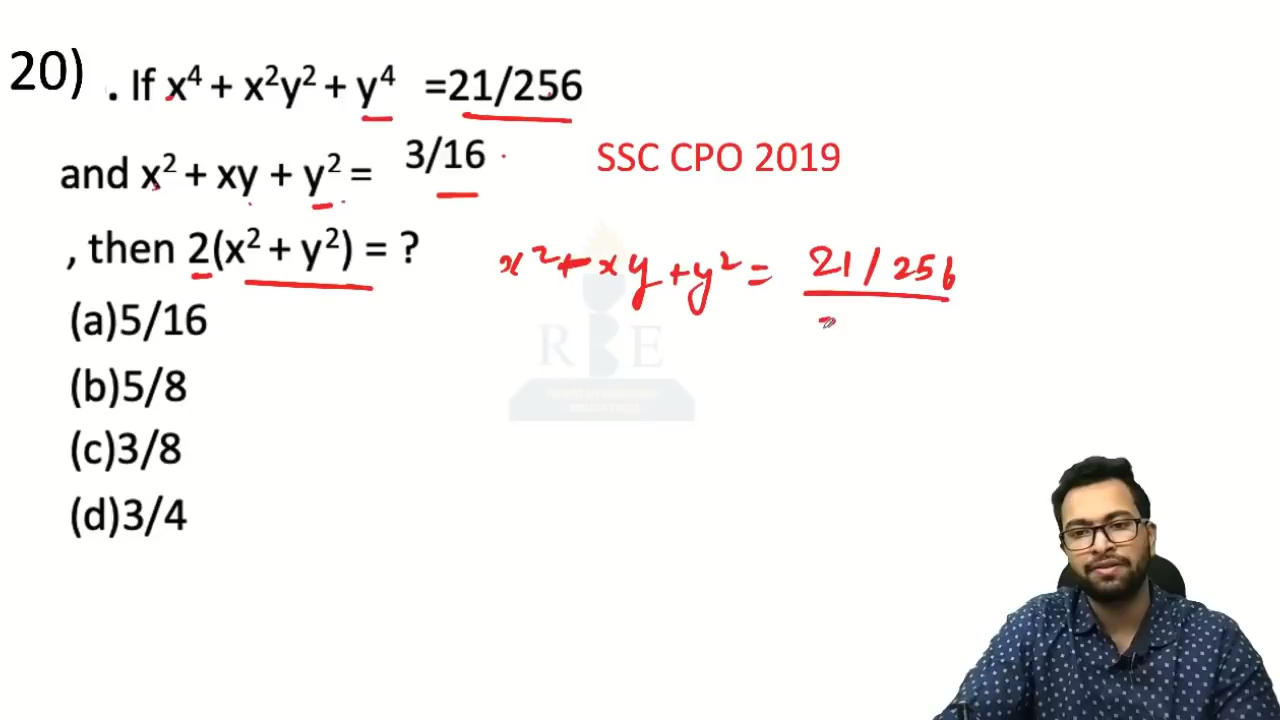 20) . If x⁴ + x²y² + y⁴ =21/256
and x² + xy + y² = 3/16
SSC CPO 2019
, then 2(x² + y²) = ?
x²+xy+y² = 21/256
(a)5/16
R E
(b)5/8
(c)3/8
(d)3/4